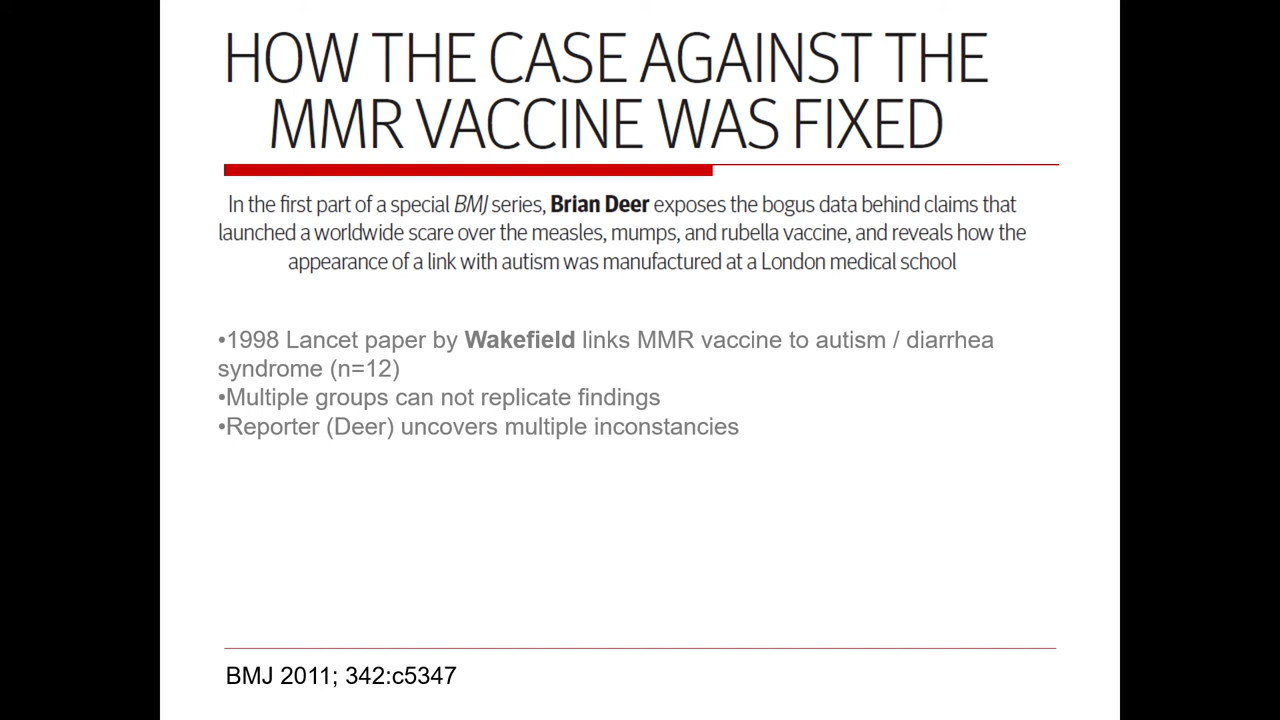 HOW THE CASE AGAINST THE
MMR VACCINE WAS FIXED
In the first part of a special BMJ series, Brian Deer exposes the bogus data behind claims that
launched a worldwide scare over the measles, mumps, and rubella vaccine, and reveals how the
appearance of a link with autism was manufactured at a London medical school
•1998 Lancet paper by Wakefield links MMR vaccine to autism / diarrhea
syndrome (n=12)
•Multiple groups can not replicate findings
•Reporter (Deer) uncovers multiple inconstancies
BMJ 2011; 342:c5347